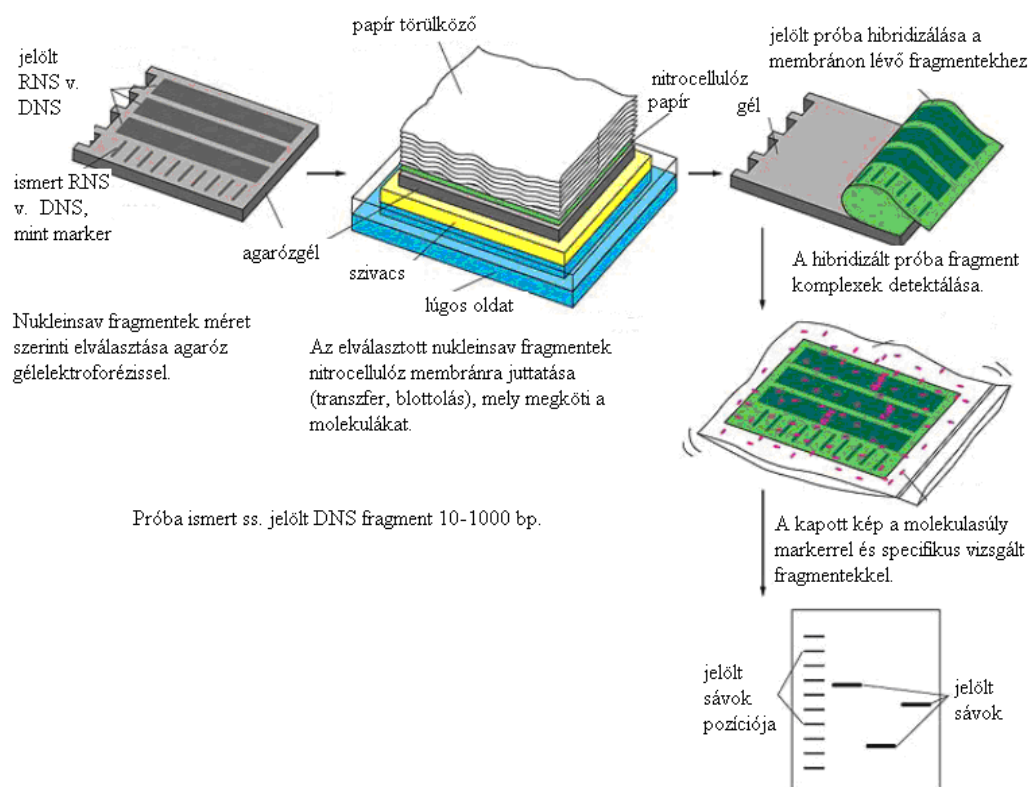 jelölt
RNS v.
DNS
ismert RNS
v. DNS,
mint marker
agarózgél
Nukleinsav fragmentek méret
szerinti elválasztása agaróz
gélelektroforézissel.
papír törülköző
nitrocellulóz
papír
szivacs
lúgos oldat
Az elválasztott nukleinsav fragmentek
nitrocellulóz membránra juttatása
(transzfer, blottolás), mely megköti a
molekulákat.
jelölt próba hibridizálása a
membránon lévő fragmentekhez
gél
A hibridizált próba fragment
komplexek detektálása.
Próba ismert ss. jelölt DNS fragment 10-1000 bp.
A kapott kép a molekulasúly
markerrel és specifikus vizsgált
fragmentekkel.
jelölt
sávok
pozíciója
jelölt
sávok